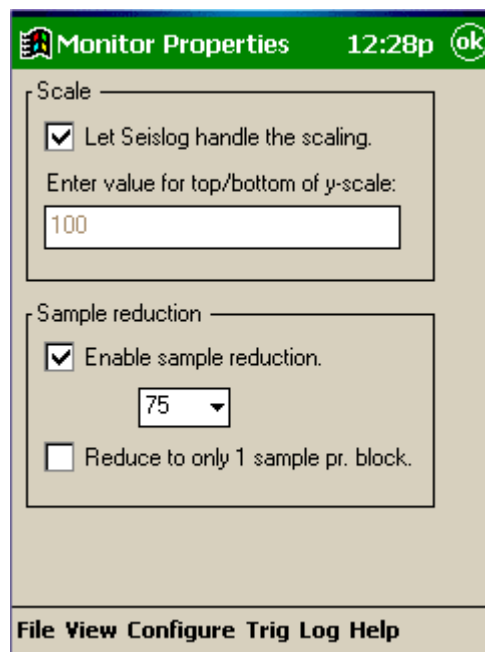 Monitor Properties 12:28p ok
Scale
Let Seislog handle the scaling.
Enter value for top/bottom of y-scale:
100
Sample reduction
Enable sample reduction.
75
Reduce to only 1 sample pr. block.
File View Configure Trig Log Help